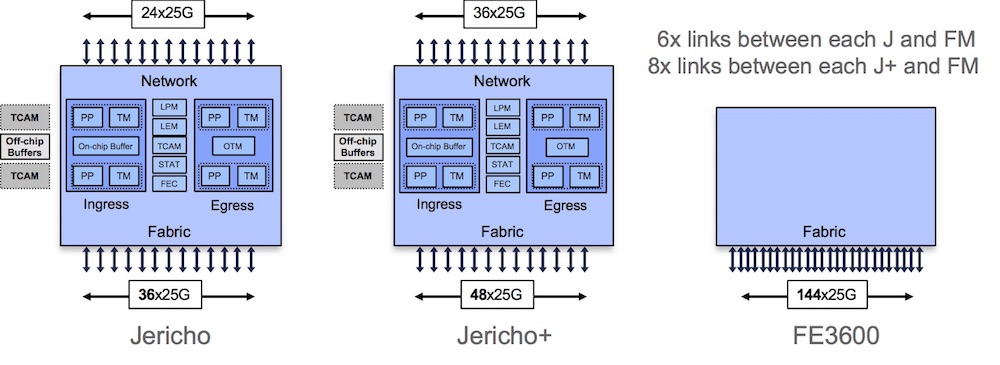 24x25G
Network
TCAM
Off-chip
Buffers
TCAM
PP TM
On-chip Buffer
PP TM
Ingress
LPM
LEM
TCAM
STAT
FEC
PP TM
OTM
PP TM
Egress
Fabric
36x25G
Jericho
36x25G
Network
TCAM
Off-chip
Buffers
TCAM
PP TM
On-chip Buffer
PP TM
Ingress
LPM
LEM
TCAM
STAT
FEC
PP TM
OTM
PP TM
Egress
Fabric
48x25G
Jericho+
6x links between each J and FM
8x links between each J+ and FM
Fabric
144x25G
FE3600